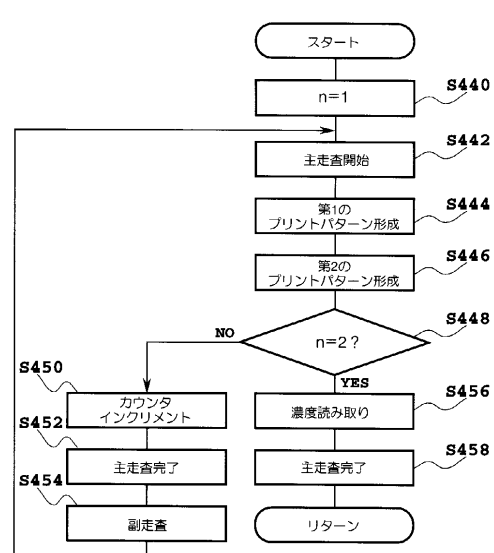 スタート
n=1
S440
主走査開始
S442
第1の
プリントパターン形成
S444
第2の
プリントパターン形成
S446
n=2?
S448
NO
YES
S450
カウンタ
インクリメント
S452
主走査完了
S454
副走査
濃度読み取り
S456
主走査完了
S458
リターン